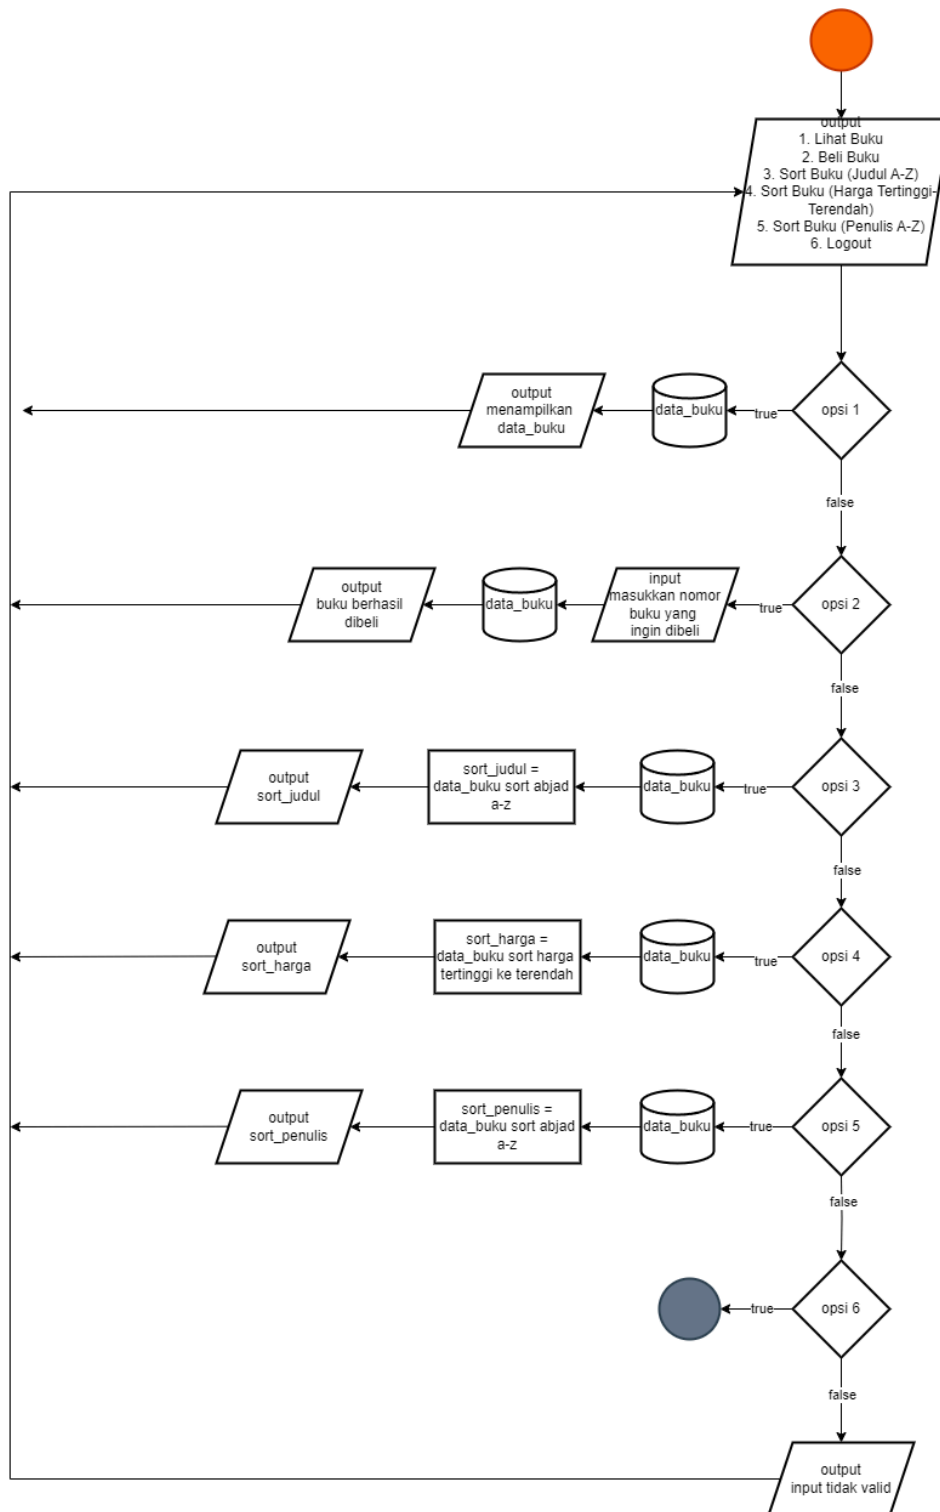 output
1. Lihat Buku
2. Beli Buku
3. Sort Buku (Judul A-Z)
4. Sort Buku (Harga Tertinggi-
Terendah)
5. Sort Buku (Penulis A-Z)
6. Logout
output
menampilkan
data_buku
data_buku
true
opsi 1
false
output
buku berhasil
dibeli
data_buku
input
masukkan nomor
buku yang
ingin dibeli
true
opsi 2
false
output
sort_judul
sort_judul =
data_buku sort abjad
a-z
data_buku
true
opsi 3
false
output
sort_harga
sort_harga =
data_buku sort harga
tertinggi ke terendah
data_buku
true
opsi 4
false
output
sort_penulis
sort_penulis =
data_buku sort abjad
a-z
data_buku
true
opsi 5
false
true
opsi 6
false
output
input tidak valid